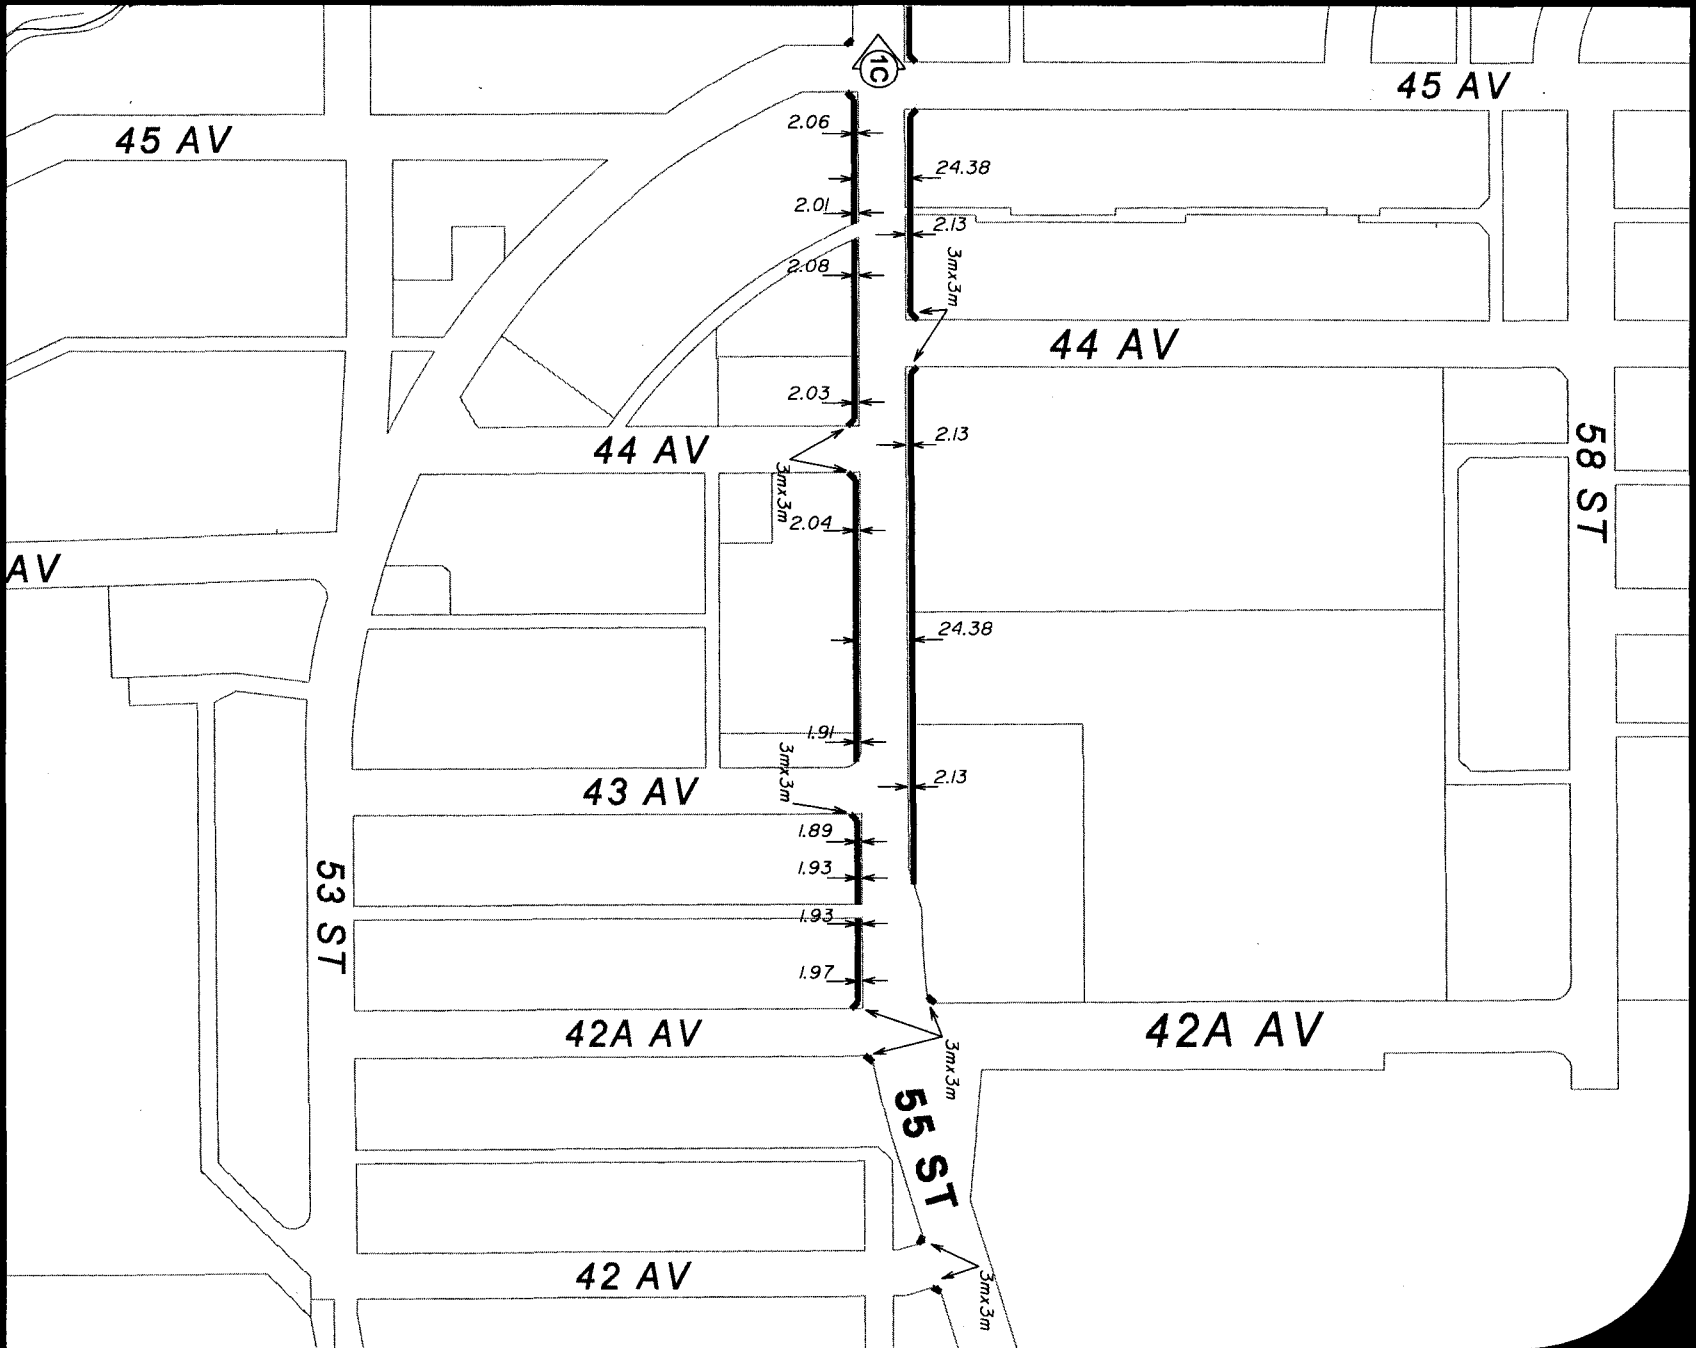 1C
45 AV
2.06
45 AV
24.38
2.01
2.13
3mx3m
2.08
44 AV
2.03
2.13
44 AV
58 ST
3mx3m
2.04
AV
24.38
1.91
3mx3m
2.13
43 AV
1.89
1.93
53 ST
1.93
1.97
42A AV
42A AV
3mx3m
55 ST
42 AV
3mx3m